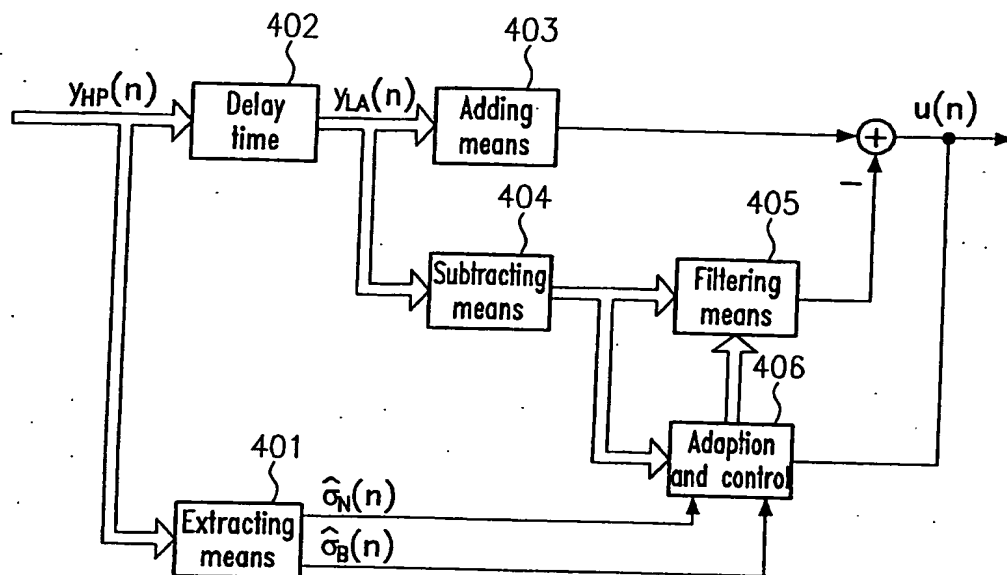 402
403
y_HP(n)
Delay
time
y_LA(n)
Adding
means
u(n)
+
−
404
405
Subtracting
means
Filtering
means
406
Adaption
and control
401
Extracting
means
σ̂_N(n)
σ̂_B(n)